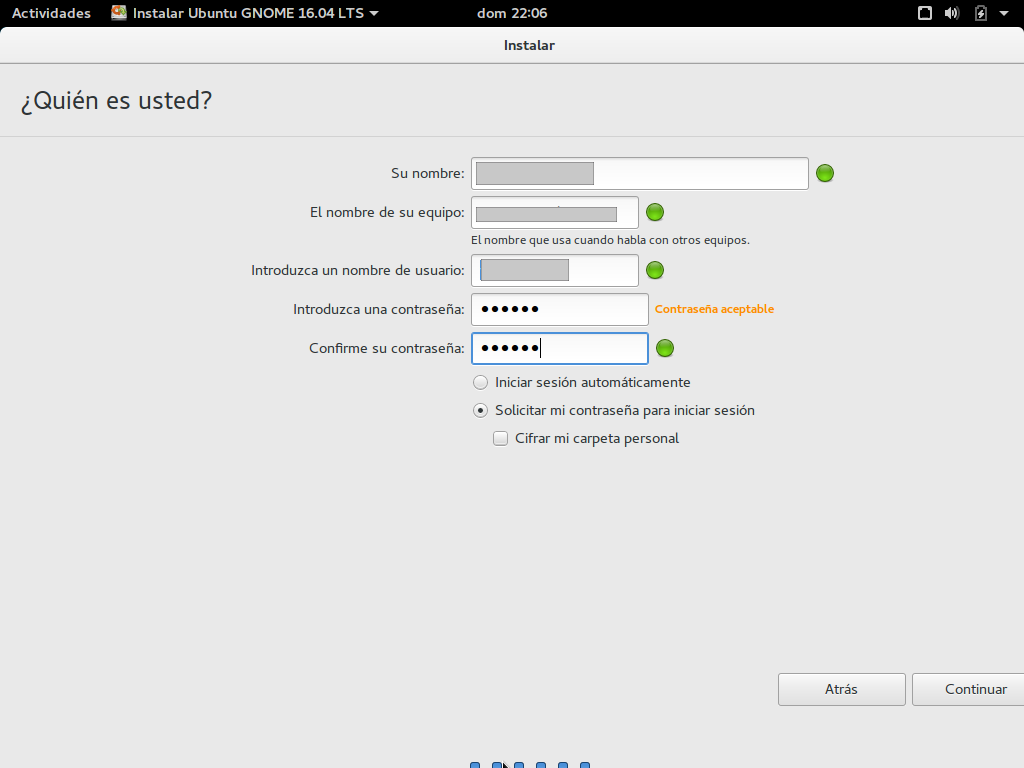 Actividades Instalar Ubuntu GNOME 16.04 LTS dom 22:06
Instalar
¿Quién es usted?
Su nombre:
El nombre de su equipo:
El nombre que usa cuando habla con otros equipos.
Introduzca un nombre de usuario:
Introduzca una contraseña: ●●●●●● Contraseña aceptable
Confirme su contraseña: ●●●●●●
Iniciar sesión automáticamente
Solicitar mi contraseña para iniciar sesión
Cifrar mi carpeta personal
Atrás Continuar